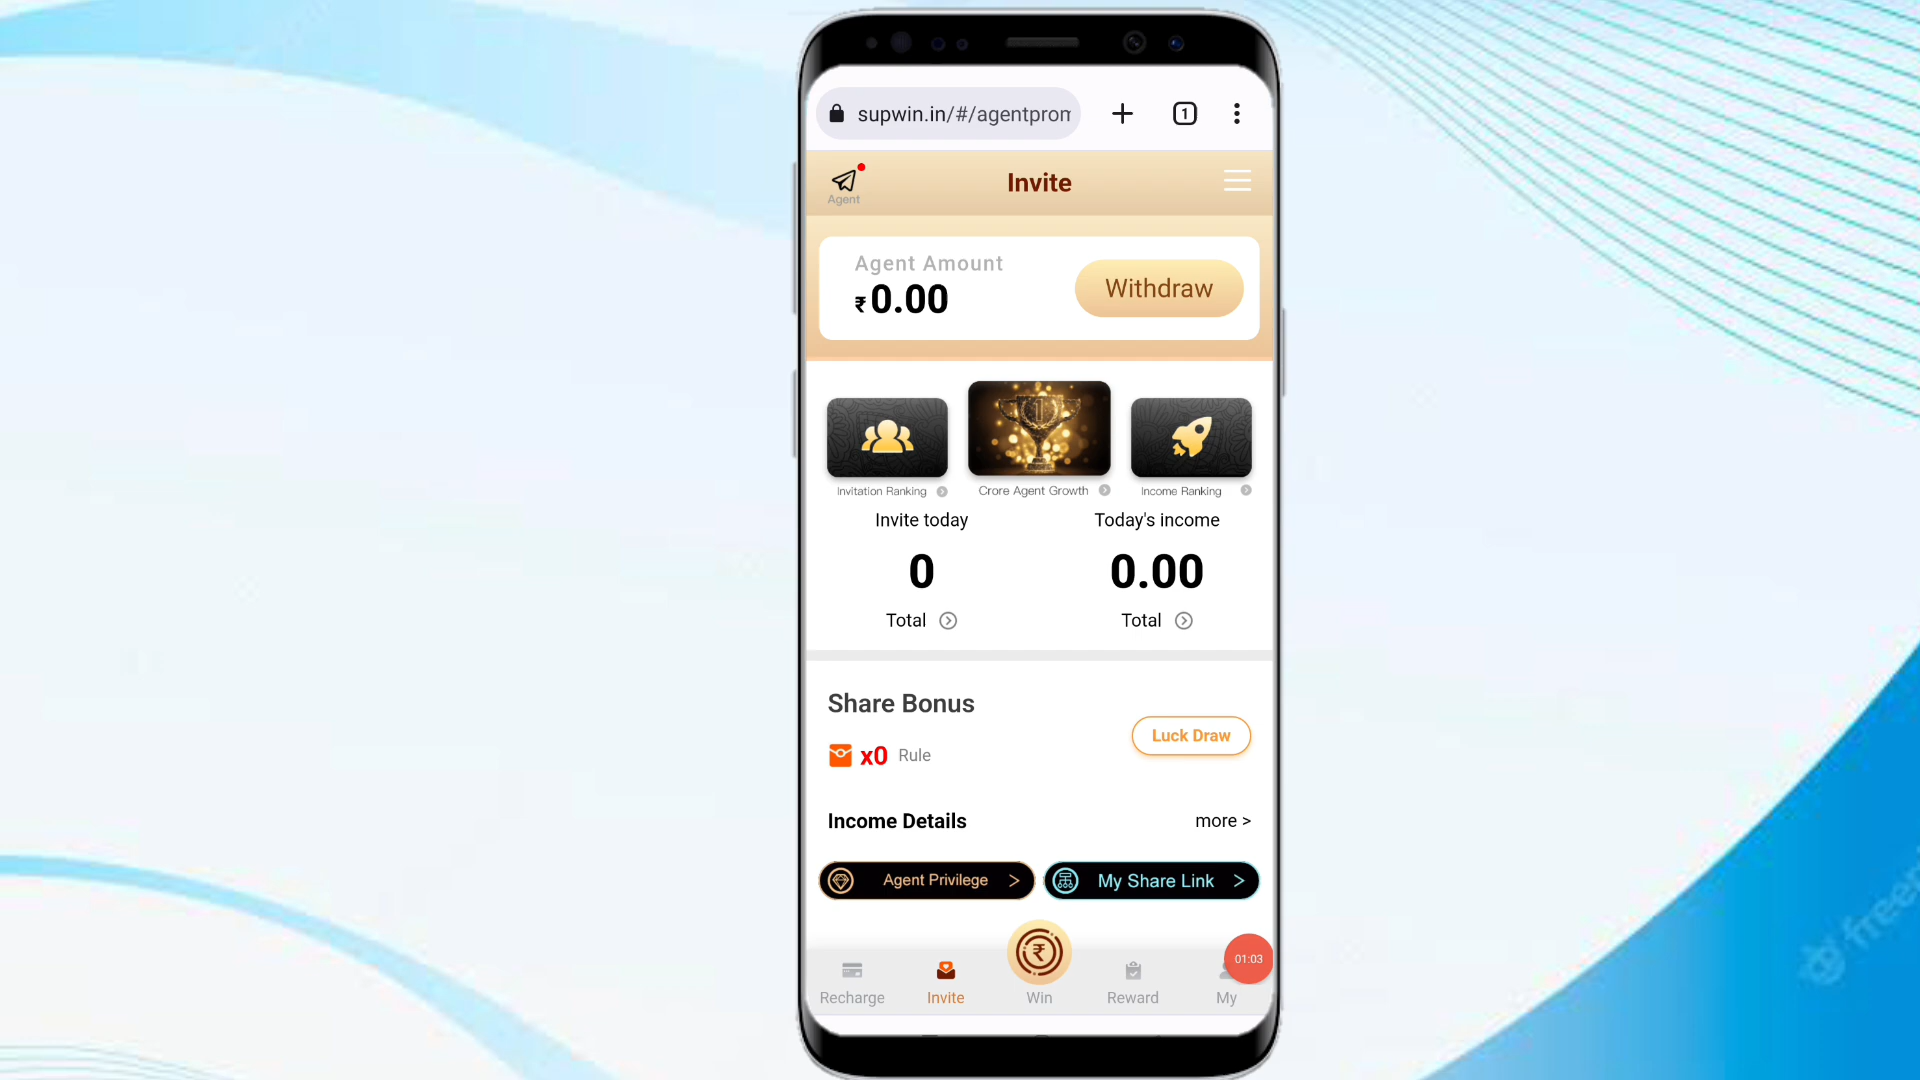 supwin.in/#/agentprom
1
Agent
Invite
Agent Amount
₹0.00
Withdraw
1
Invitation Ranking
Crore Agent Growth
Income Ranking
Invite today
Today's income
0
0.00
Total
Total
Share Bonus
Luck Draw
x0 Rule
Income Details
more >
Agent Privilege >
My Share Link >
₹
01:03
Recharge
Invite
Win
Reward
My